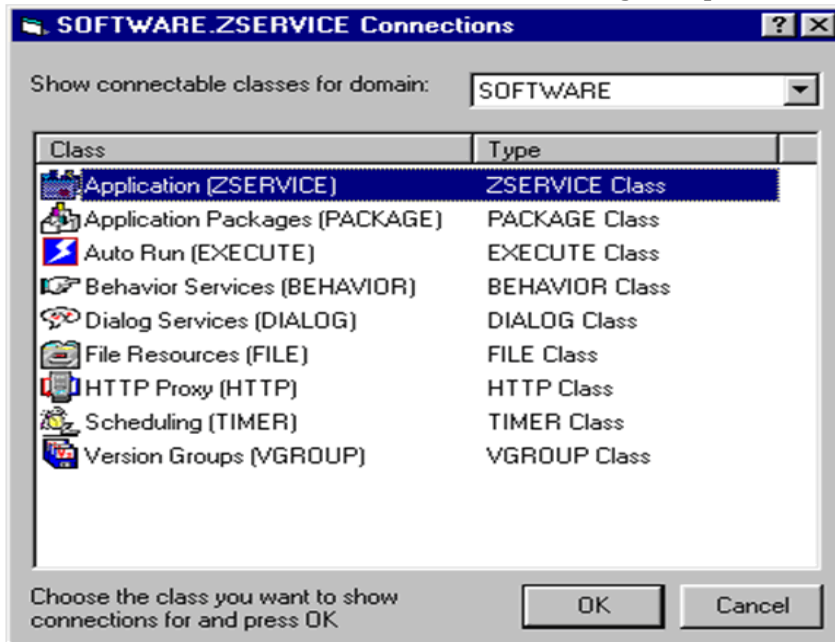 SOFTWARE.ZSERVICE Connections
Show connectable classes for domain: SOFTWARE
Class Type
Application (ZSERVICE) ZSERVICE Class
Application Packages (PACKAGE) PACKAGE Class
Auto Run (EXECUTE) EXECUTE Class
Behavior Services (BEHAVIOR) BEHAVIOR Class
Dialog Services (DIALOG) DIALOG Class
File Resources (FILE) FILE Class
HTTP Proxy (HTTP) HTTP Class
Scheduling (TIMER) TIMER Class
Version Groups (VGROUP) VGROUP Class
Choose the class you want to show
connections for and press OK
OK Cancel